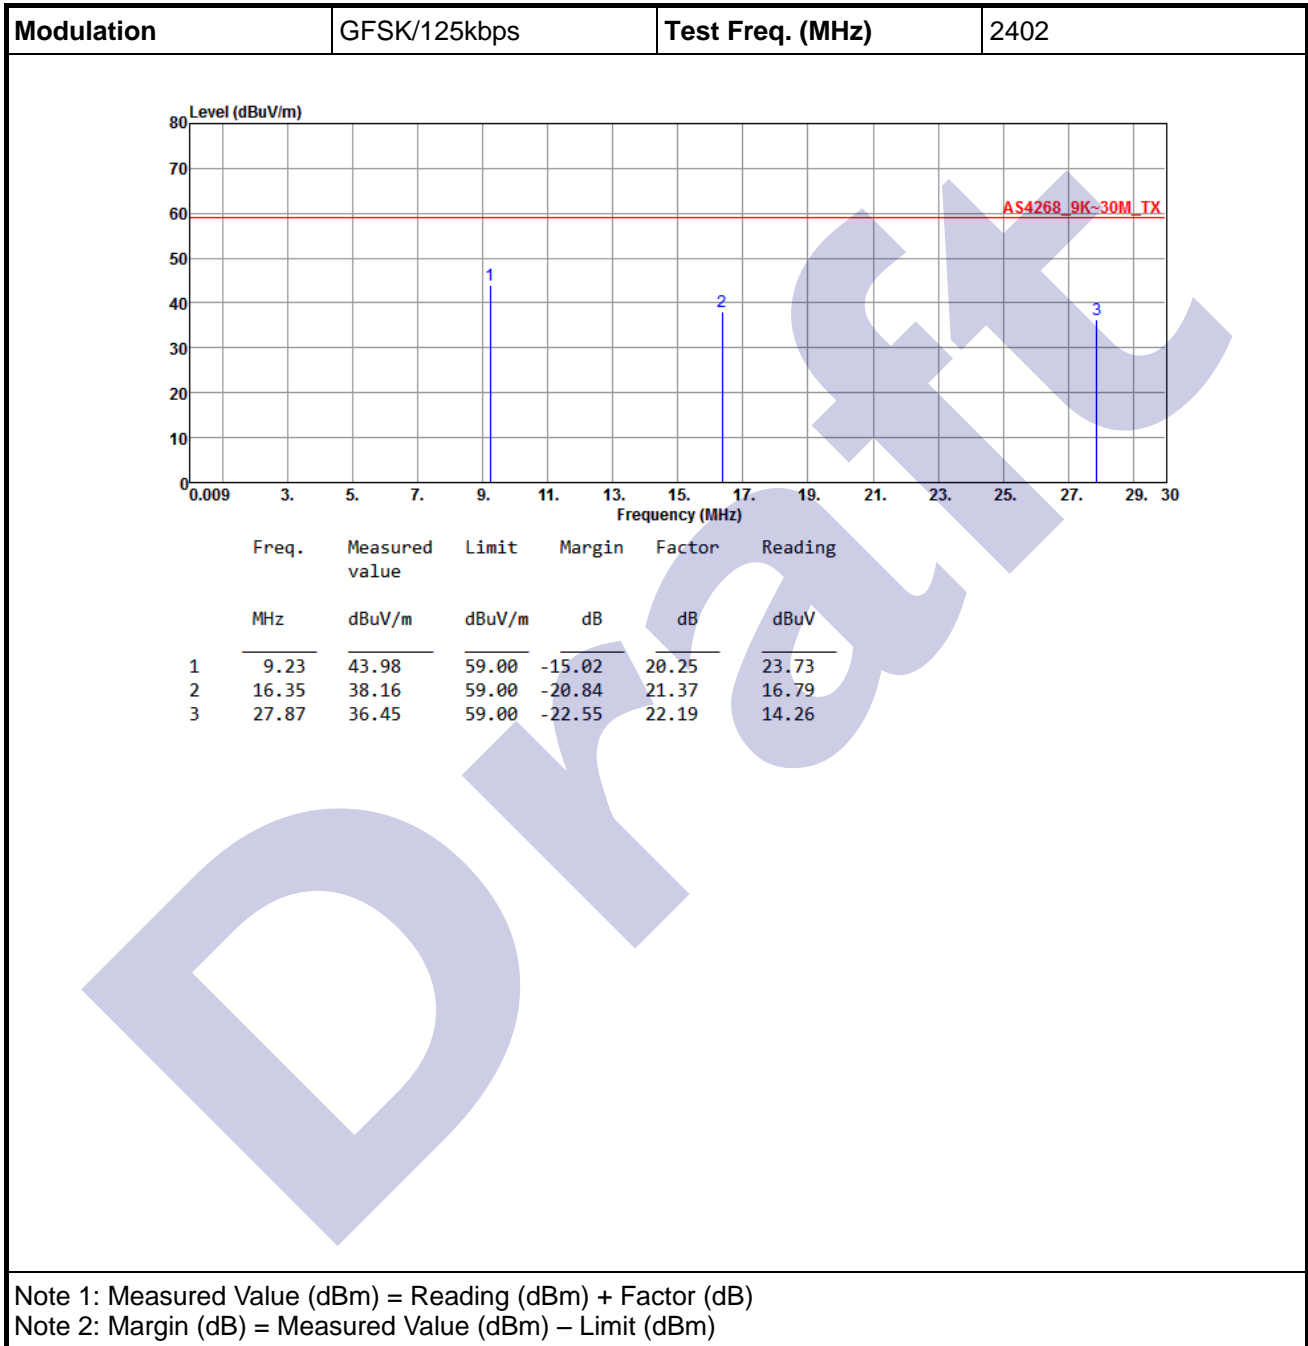 Modulation GFSK/125kbps Test Freq. (MHz) 2402
Level (dBuV/m)
80
70
60
50
40
30
20
10
0
AS4268_9K~30M_TX
1
2
3
0.009 3. 5. 7. 9. 11. 13. 15. 17. 19. 21. 23. 25. 27. 29. 30
Frequency (MHz)
Freq. Measured Limit Margin Factor Reading
value
MHz dBuV/m dBuV/m dB dB dBuV
1 9.23 43.98 59.00 -15.02 20.25 23.73
2 16.35 38.16 59.00 -20.84 21.37 16.79
3 27.87 36.45 59.00 -22.55 22.19 14.26
Draft
Note 1: Measured Value (dBm) = Reading (dBm) + Factor (dB)
Note 2: Margin (dB) = Measured Value (dBm) – Limit (dBm)